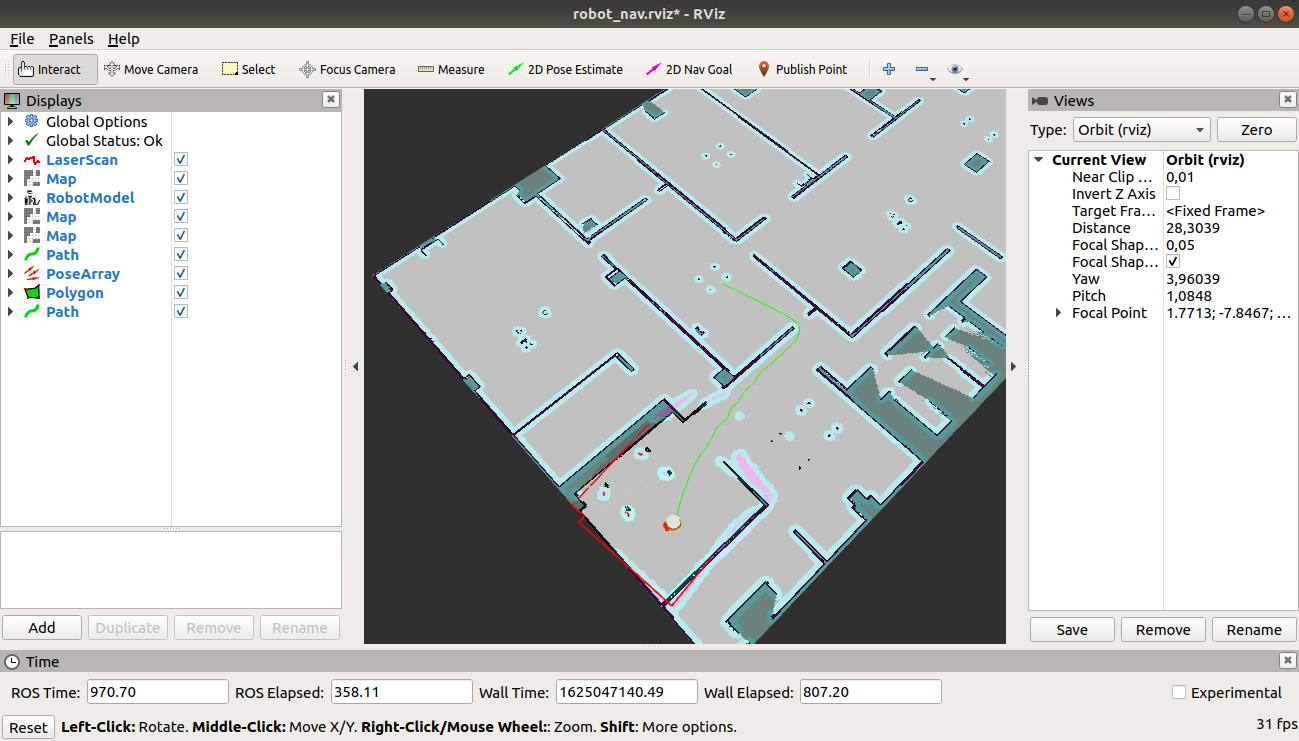 robot_nav.rviz* - RViz
File Panels Help
Interact Move Camera Select Focus Camera Measure 2D Pose Estimate 2D Nav Goal Publish Point
Displays
Global Options
Global Status: Ok
LaserScan
Map
RobotModel
Map
Map
Path
PoseArray
Polygon
Path
Add Duplicate Remove Rename
Views
Type: Orbit (rviz) Zero
Current View Orbit (rviz)
Near Clip ... 0,01
Invert Z Axis
Target Fra... <Fixed Frame>
Distance 28,3039
Focal Shap... 0,05
Focal Shap...
Yaw 3,96039
Pitch 1,0848
Focal Point 1.7713; -7.8467; ...
Save Remove Rename
Time
ROS Time: 970.70 ROS Elapsed: 358.11 Wall Time: 1625047140.49 Wall Elapsed: 807.20 Experimental
Reset Left-Click: Rotate. Middle-Click: Move X/Y. Right-Click/Mouse Wheel:: Zoom. Shift: More options. 31 fps